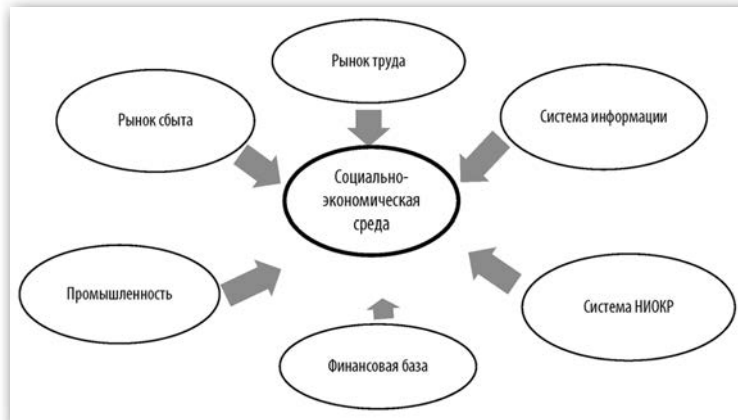 Рынок труда
Рынок сбыта
Система информации
Социально-
экономическая
среда
Промышленность
Система НИОКР
Финансовая база